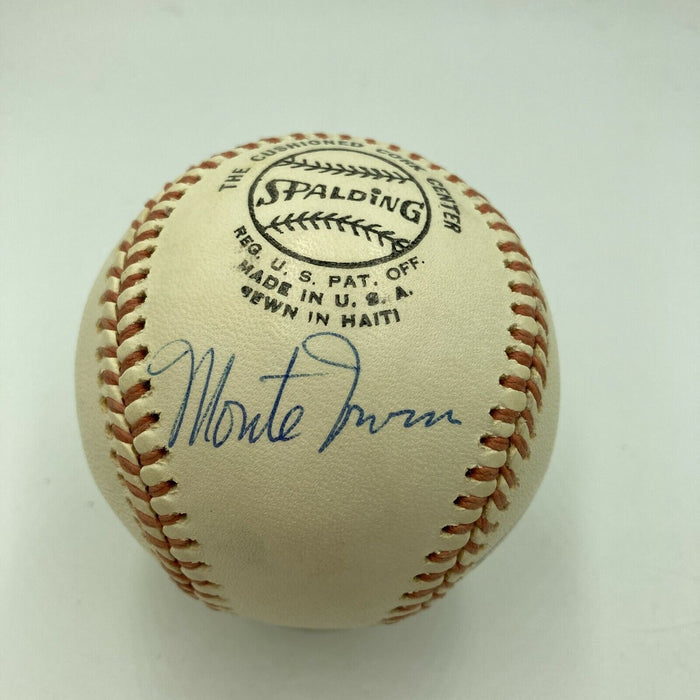 THE CUSHIONED CORK CENTER
SPALDING
REG. U. S. PAT. OFF.
MADE IN U. S. A.
SEWN IN HAITI
Monte Irvin